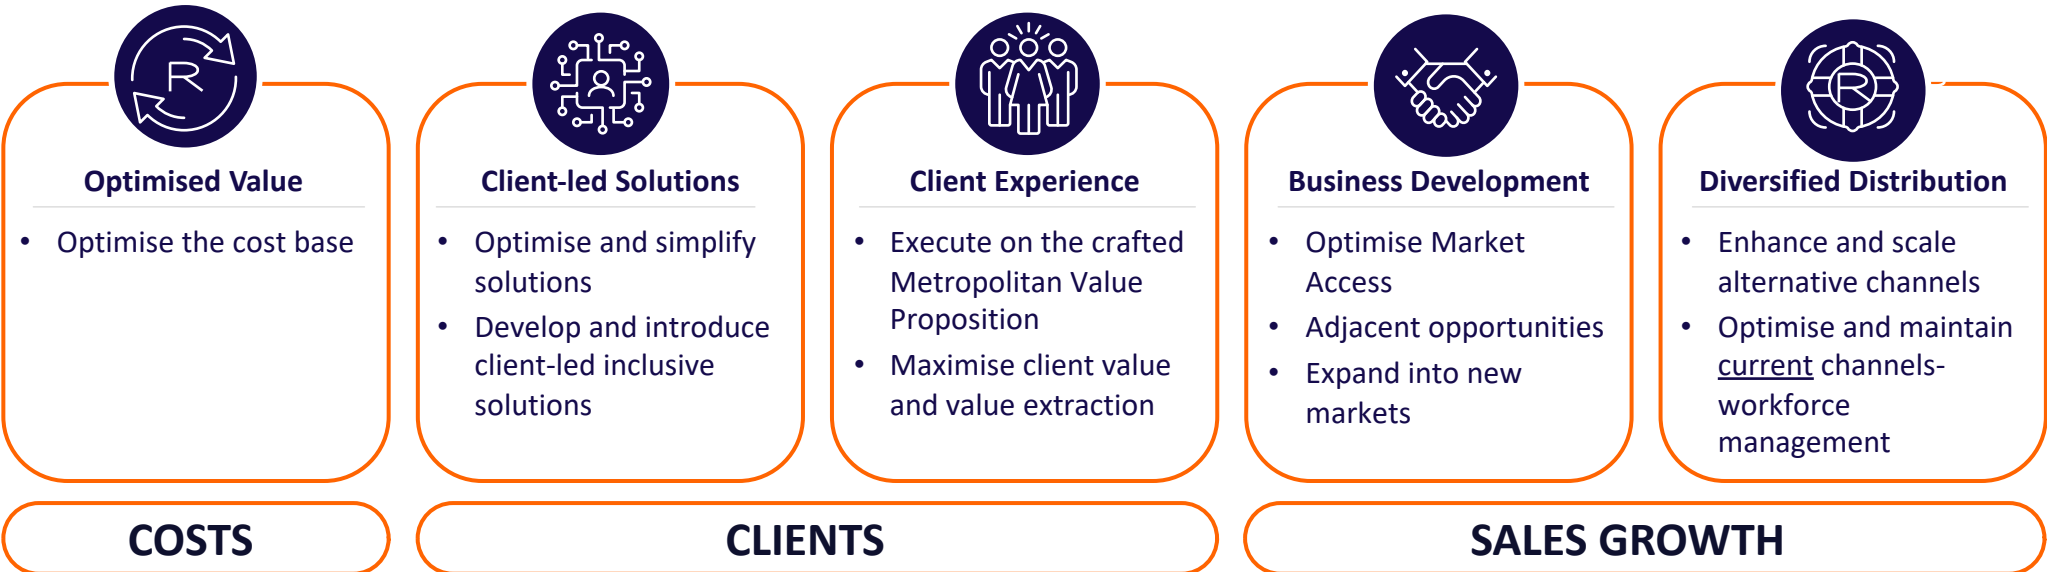 R
R
Optimised Value
• Optimise the cost base
Client-led Solutions
• Optimise and simplify
solutions
• Develop and introduce
client-led inclusive
solutions
Client Experience
• Execute on the crafted
Metropolitan Value
Proposition
• Maximise client value
and value extraction
Business Development
• Optimise Market
Access
• Adjacent opportunities
• Expand into new
markets
Diversified Distribution
• Enhance and scale
alternative channels
• Optimise and maintain
current channels-
workforce
management
COSTS
CLIENTS
SALES GROWTH